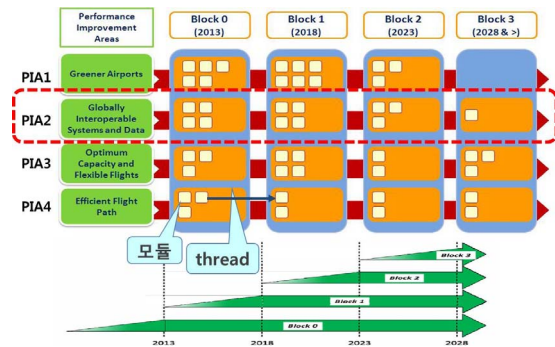 Performance
Improvement
Areas
Block 0
(2013)
Block 1
(2018)
Block 2
(2023)
Block 3
(2028 & >)
PIA1
Greener Airports
PIA2
Globally
Interoperable
Systems and Data
PIA3
Optimum
Capacity and
Flexible Flights
PIA4
Efficient Flight
Path
모듈
thread
Block 3
Block 2
Block 1
Block 0
2013
2018
2023
2028